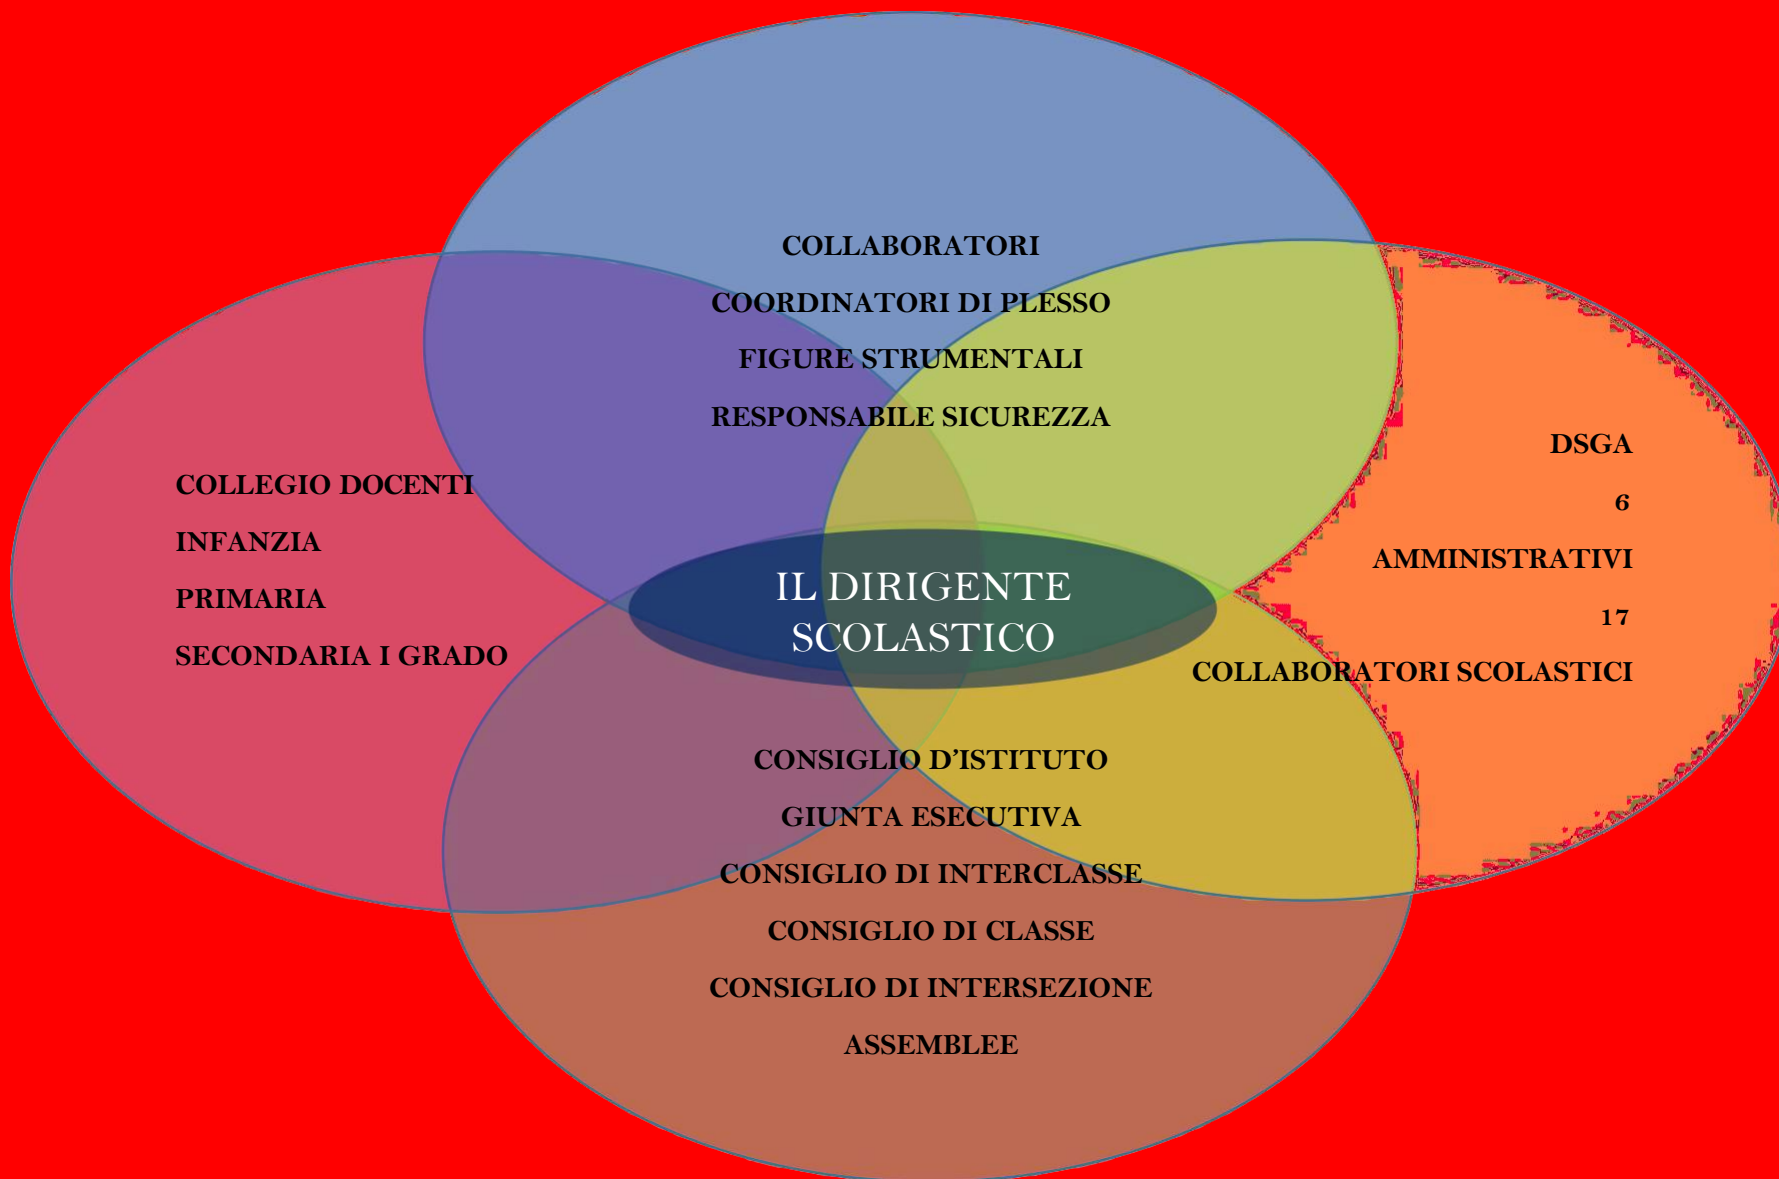 COLLABORATORI
COORDINATORI DI PLESSO
FIGURE STRUMENTALI
RESPONSABILE SICUREZZA
COLLEGIO DOCENTI
INFANZIA
PRIMARIA
SECONDARIA I GRADO
IL DIRIGENTE
SCOLASTICO
DSGA
6
AMMINISTRATIVI
17
COLLABORATORI SCOLASTICI
CONSIGLIO D’ISTITUTO
GIUNTA ESECUTIVA
CONSIGLIO DI INTERCLASSE
CONSIGLIO DI CLASSE
CONSIGLIO DI INTERSEZIONE
ASSEMBLEE